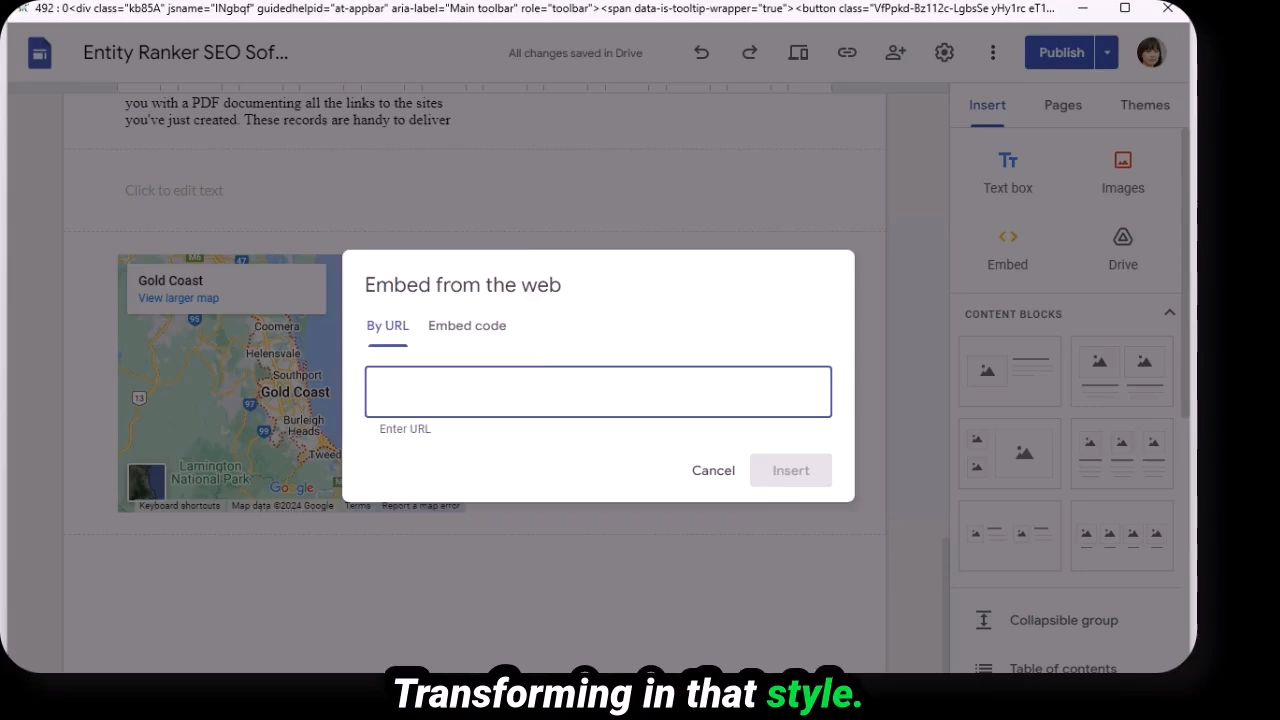 492 : 0<div class="kb85A" jsname="INgbqf" guidedhelpid="at-appbar" aria-label="Main toolbar" role="toolbar"><span data-is-tooltip-wrapper="true"><button class="VfPpkd-Bz112c-LgbsSe yHy1rc eT1...
Entity Ranker SEO Sof...
All changes saved in Drive
Publish
you with a PDF documenting all the links to the sites
you've just created. These records are handy to deliver
Insert
Pages
Themes
Text box
Images
Click to edit text
Embed
Drive
Gold Coast
View larger map
M6
47
95
Coomera
Helensvale
Southport
Gold Coast
13
97
Burleigh
Heads
99
Tweed
Lamington
National Park
Google
Keyboard shortcuts
Map data ©2024 Google
Terms
Report a map error
Embed from the web
By URL
Embed code
Enter URL
Cancel
Insert
CONTENT BLOCKS
Collapsible group
Table of contents
Transforming in that style.